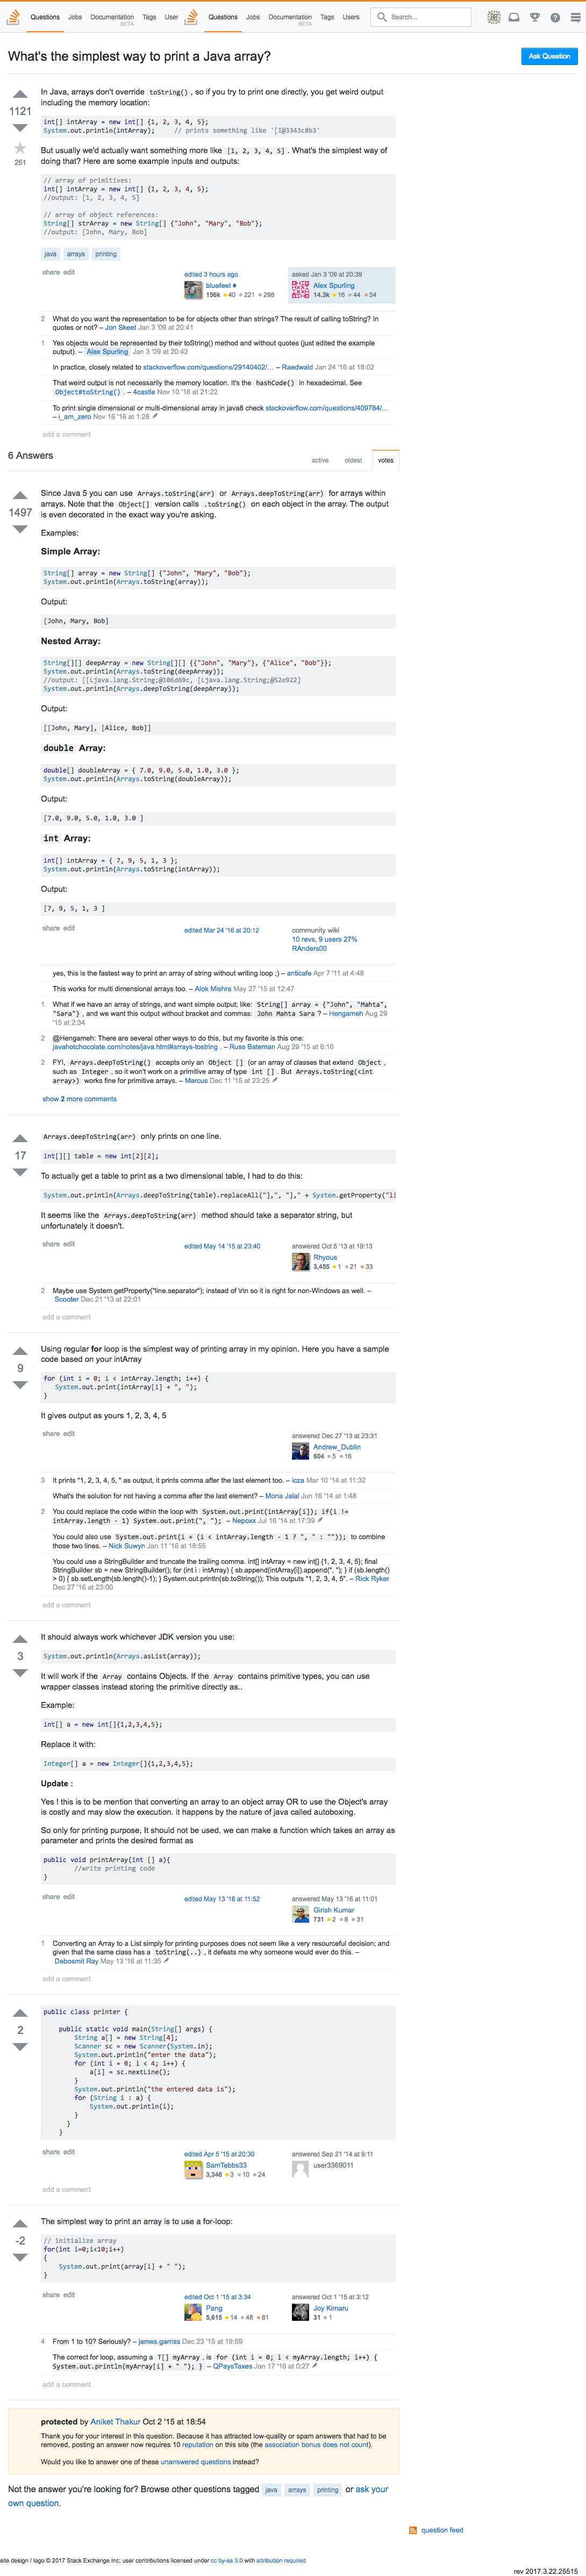 Questions Jobs Documentation BETA Tags User Questions Jobs Documentation BETA Tags Users Search...
What's the simplest way to print a Java array?
Ask Question
1121
251
In Java, arrays don't override toString(), so if you try to print one directly, you get weird output
including the memory location:
int[] intArray = new int[] {1, 2, 3, 4, 5};
System.out.println(intArray);     // prints something like '[I@3343c8b3'
But usually we'd actually want something more like [1, 2, 3, 4, 5]. What's the simplest way of
doing that? Here are some example inputs and outputs:
// array of primitives:
int[] intArray = new int[] {1, 2, 3, 4, 5};
//output: [1, 2, 3, 4, 5]
// array of object references:
String[] strArray = new String[] {"John", "Mary", "Bob"};
//output: [John, Mary, Bob]
java arrays printing
share edit
edited 3 hours ago
bluefeet ♦
156k 40 221 298
asked Jan 3 '09 at 20:39
Alex Spurling
14.3k 16 44 54
2 What do you want the representation to be for objects other than strings? The result of calling toString? In
quotes or not? – Jon Skeet Jan 3 '09 at 20:41
1 Yes objects would be represented by their toString() method and without quotes (just edited the example
output). – Alex Spurling Jan 3 '09 at 20:42
In practice, closely related to stackoverflow.com/questions/29140402/… – Raedwald Jan 24 '16 at 18:02
That weird output is not necessarily the memory location. It's the hashCode() in hexadecimal. See
Object#toString(). – 4castle Nov 10 '16 at 21:22
To print single dimensional or multi-dimensional array in java8 check stackoverflow.com/questions/409784/…
– i_am_zero Nov 16 '16 at 1:28
add a comment
6 Answers
active oldest votes
1497
Since Java 5 you can use Arrays.toString(arr) or Arrays.deepToString(arr) for arrays within
arrays. Note that the Object[] version calls .toString() on each object in the array. The output
is even decorated in the exact way you're asking.
Examples:
Simple Array:
String[] array = new String[] {"John", "Mary", "Bob"};
System.out.println(Arrays.toString(array));
Output:
[John, Mary, Bob]
Nested Array:
String[][] deepArray = new String[][] {{"John", "Mary"}, {"Alice", "Bob"}};
System.out.println(Arrays.toString(deepArray));
//output: [[Ljava.lang.String;@106d69c, [Ljava.lang.String;@52e922]
System.out.println(Arrays.deepToString(deepArray));
Output:
[[John, Mary], [Alice, Bob]]
double Array:
double[] doubleArray = { 7.0, 9.0, 5.0, 1.0, 3.0 };
System.out.println(Arrays.toString(doubleArray));
Output:
[7.0, 9.0, 5.0, 1.0, 3.0 ]
int Array:
int[] intArray = { 7, 9, 5, 1, 3 };
System.out.println(Arrays.toString(intArray));
Output:
[7, 9, 5, 1, 3 ]
share edit
edited Mar 24 '16 at 20:12
community wiki
10 revs, 9 users 27%
RAnders00
yes, this is the fastest way to print an array of string without writing loop ;) – anticafe Apr 7 '11 at 4:48
This works for multi dimensional arrays too. – Alok Mishra May 27 '15 at 12:47
1 What if we have an array of strings, and want simple output; like: String[] array = {"John", "Mahta",
"Sara"}, and we want this output without bracket and commas: John Mahta Sara ? – Hengameh Aug 29
'15 at 2:34
2 @Hengameh: There are several other ways to do this, but my favorite is this one:
javahotchocolate.com/notes/java.html#arrays-tostring . – Russ Bateman Aug 29 '15 at 6:16
2 FYI, Arrays.deepToString() accepts only an Object [] (or an array of classes that extend Object,
such as Integer, so it won't work on a primitive array of type int []. But Arrays.toString(<int
array>) works fine for primitive arrays. – Marcus Dec 11 '15 at 23:25
show 2 more comments
17
Arrays.deepToString(arr) only prints on one line.
int[][] table = new int[2][2];
To actually get a table to print as a two dimensional table, I had to do this:
System.out.println(Arrays.deepToString(table).replaceAll("],", "]," + System.getProperty("li
It seems like the Arrays.deepToString(arr) method should take a separator string, but
unfortunately it doesn't.
share edit
edited May 14 '15 at 23:40
answered Oct 5 '13 at 19:13
Rhyous
3,455 1 21 33
2 Maybe use System.getProperty("line.separator"); instead of \r\n so it is right for non-Windows as well. –
Scooter Dec 21 '13 at 22:01
add a comment
9
Using regular for loop is the simplest way of printing array in my opinion. Here you have a sample
code based on your intArray
for (int i = 0; i < intArray.length; i++) {
   System.out.print(intArray[i] + ", ");
}
It gives output as yours 1, 2, 3, 4, 5
share edit
answered Dec 27 '13 at 23:31
Andrew_Dublin
604 5 16
3 It prints "1, 2, 3, 4, 5, " as output, it prints comma after the last element too. – icza Mar 10 '14 at 11:32
What's the solution for not having a comma after the last element? – Mona Jalal Jun 16 '14 at 1:48
2 You could replace the code within the loop with System.out.print(intArray[i]); if(i !=
intArray.length - 1) System.out.print(", "); – Nepoxx Jul 16 '14 at 17:39
You could also use System.out.print(i + (i < intArray.length - 1 ? ", " : "")); to combine
those two lines. – Nick Suwyn Jan 11 '16 at 18:55
You could use a StringBuilder and truncate the trailing comma. int[] intArray = new int[] {1, 2, 3, 4, 5}; final
StringBuilder sb = new StringBuilder(); for (int i : intArray) { sb.append(intArray[i]).append(", "); } if (sb.length()
> 0) { sb.setLength(sb.length()-1); } System.out.println(sb.toString()); This outputs "1, 2, 3, 4, 5". – Rick Ryker
Dec 27 '16 at 23:00
add a comment
3
It should always work whichever JDK version you use:
System.out.println(Arrays.asList(array));
It will work if the Array contains Objects. If the Array contains primitive types, you can use
wrapper classes instead storing the primitive directly as..
Example:
int[] a = new int[]{1,2,3,4,5};
Replace it with:
Integer[] a = new Integer[]{1,2,3,4,5};
Update :
Yes ! this is to be mention that converting an array to an object array OR to use the Object's array
is costly and may slow the execution. it happens by the nature of java called autoboxing.
So only for printing purpose, It should not be used. we can make a function which takes an array as
parameter and prints the desired format as
public void printArray(int [] a){
        //write printing code
}
share edit
edited May 13 '16 at 11:52
answered May 13 '16 at 11:01
Girish Kumar
731 2 8 31
1 Converting an Array to a List simply for printing purposes does not seem like a very resourceful decision; and
given that the same class has a toString(..), it defeats me why someone would ever do this. –
Debosmit Ray May 13 '16 at 11:35
add a comment
2
public class printer {
    public static void main(String[] args) {
        String a[] = new String[4];
        Scanner sc = new Scanner(System.in);
        System.out.println("enter the data");
        for (int i = 0; i < 4; i++) {
            a[i] = sc.nextLine();
        }
        System.out.println("the entered data is");
        for (String i : a) {
            System.out.println(i);
        }
      }
    }
share edit
edited Apr 5 '15 at 20:30
SamTebbs33
3,346 3 10 24
answered Sep 21 '14 at 9:11
user3369011
add a comment
-2
The simplest way to print an array is to use a for-loop:
// initialize array
for(int i=0;i<10;i++)
{
    System.out.print(array[i] + " ");
}
share edit
edited Oct 1 '15 at 3:34
Pang
5,615 14 48 81
answered Oct 1 '15 at 3:12
Joy Kimaru
31 1
4 From 1 to 10? Seriously? – james.garriss Dec 23 '15 at 19:59
The correct for loop, assuming a T[] myArray, is for (int i = 0; i < myArray.length; i++) {
System.out.println(myArray[i] + " "); } – QPaysTaxes Jan 17 '16 at 0:27
add a comment
protected by Aniket Thakur Oct 2 '15 at 18:54
Thank you for your interest in this question. Because it has attracted low-quality or spam answers that had to be
removed, posting an answer now requires 10 reputation on this site (the association bonus does not count).
Would you like to answer one of these unanswered questions instead?
Not the answer you're looking for? Browse other questions tagged java arrays printing or ask your
own question.
question feed
site design / logo © 2017 Stack Exchange Inc; user contributions licensed under cc by-sa 3.0 with attribution required
rev 2017.3.22.25515